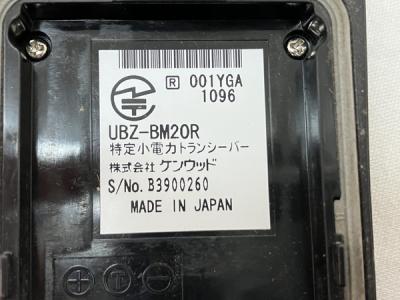 R 001YGA
1096
UBZ-BM20R
特定小電力トランシーバー
株式会社 ケンウッド
S/No. B3900260
MADE IN JAPAN